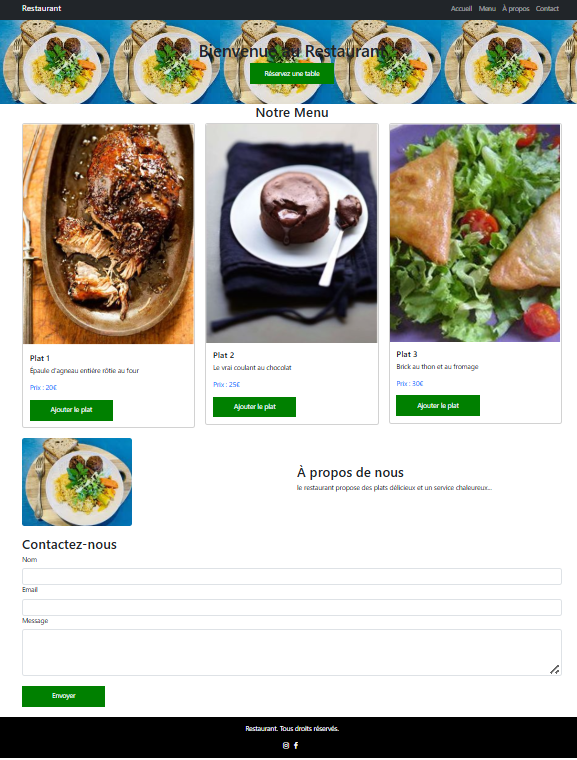 Restaurant
Accueil Menu À propos Contact
Bienvenue au Restaurant
Réservez une table
Notre Menu
Plat 1
Épaule d'agneau entière rôtie au four
Prix : 20€
Ajouter le plat
Plat 2
Le vrai coulant au chocolat
Prix : 25€
Ajouter le plat
Plat 3
Brick au thon et au fromage
Prix : 30€
Ajouter le plat
À propos de nous
le restaurant propose des plats délicieux et un service chaleureux...
Contactez-nous
Nom
Email
Message
Envoyer
Restaurant. Tous droits réservés.